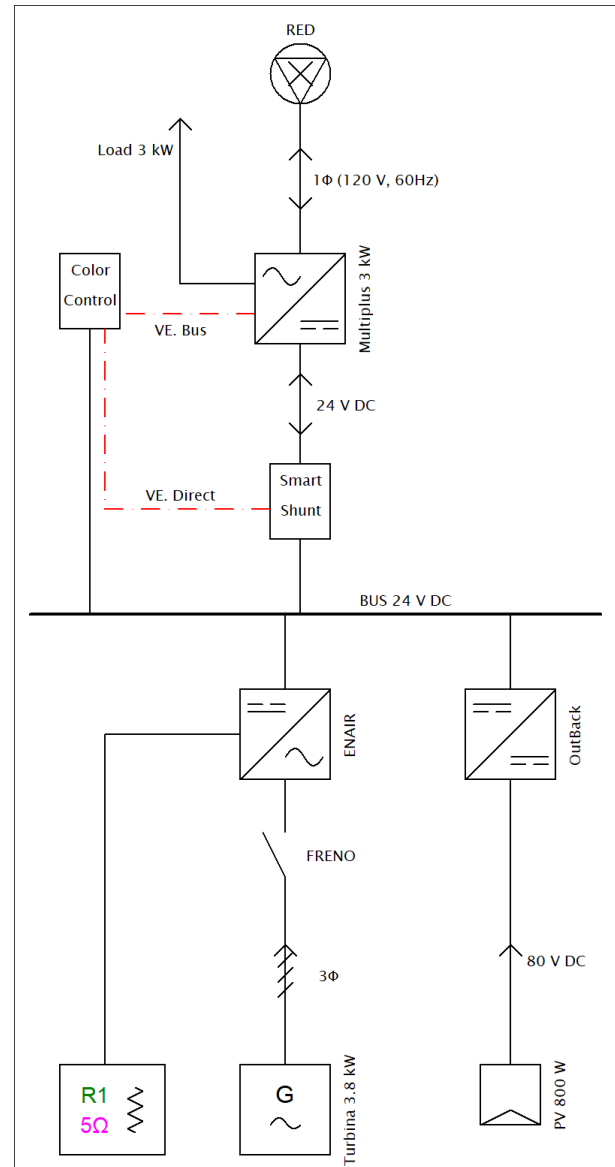 RED
Load 3 kW
1Φ (120 V, 60Hz)
Color
Control
Multiplus 3 kW
VE. Bus
24 V DC
Smart
Shunt
VE. Direct
BUS 24 V DC
ENAIR
OutBack
FRENO
80 V DC
3Φ
R1
5Ω
G
Turbina 3.8 kW
PV 800 W